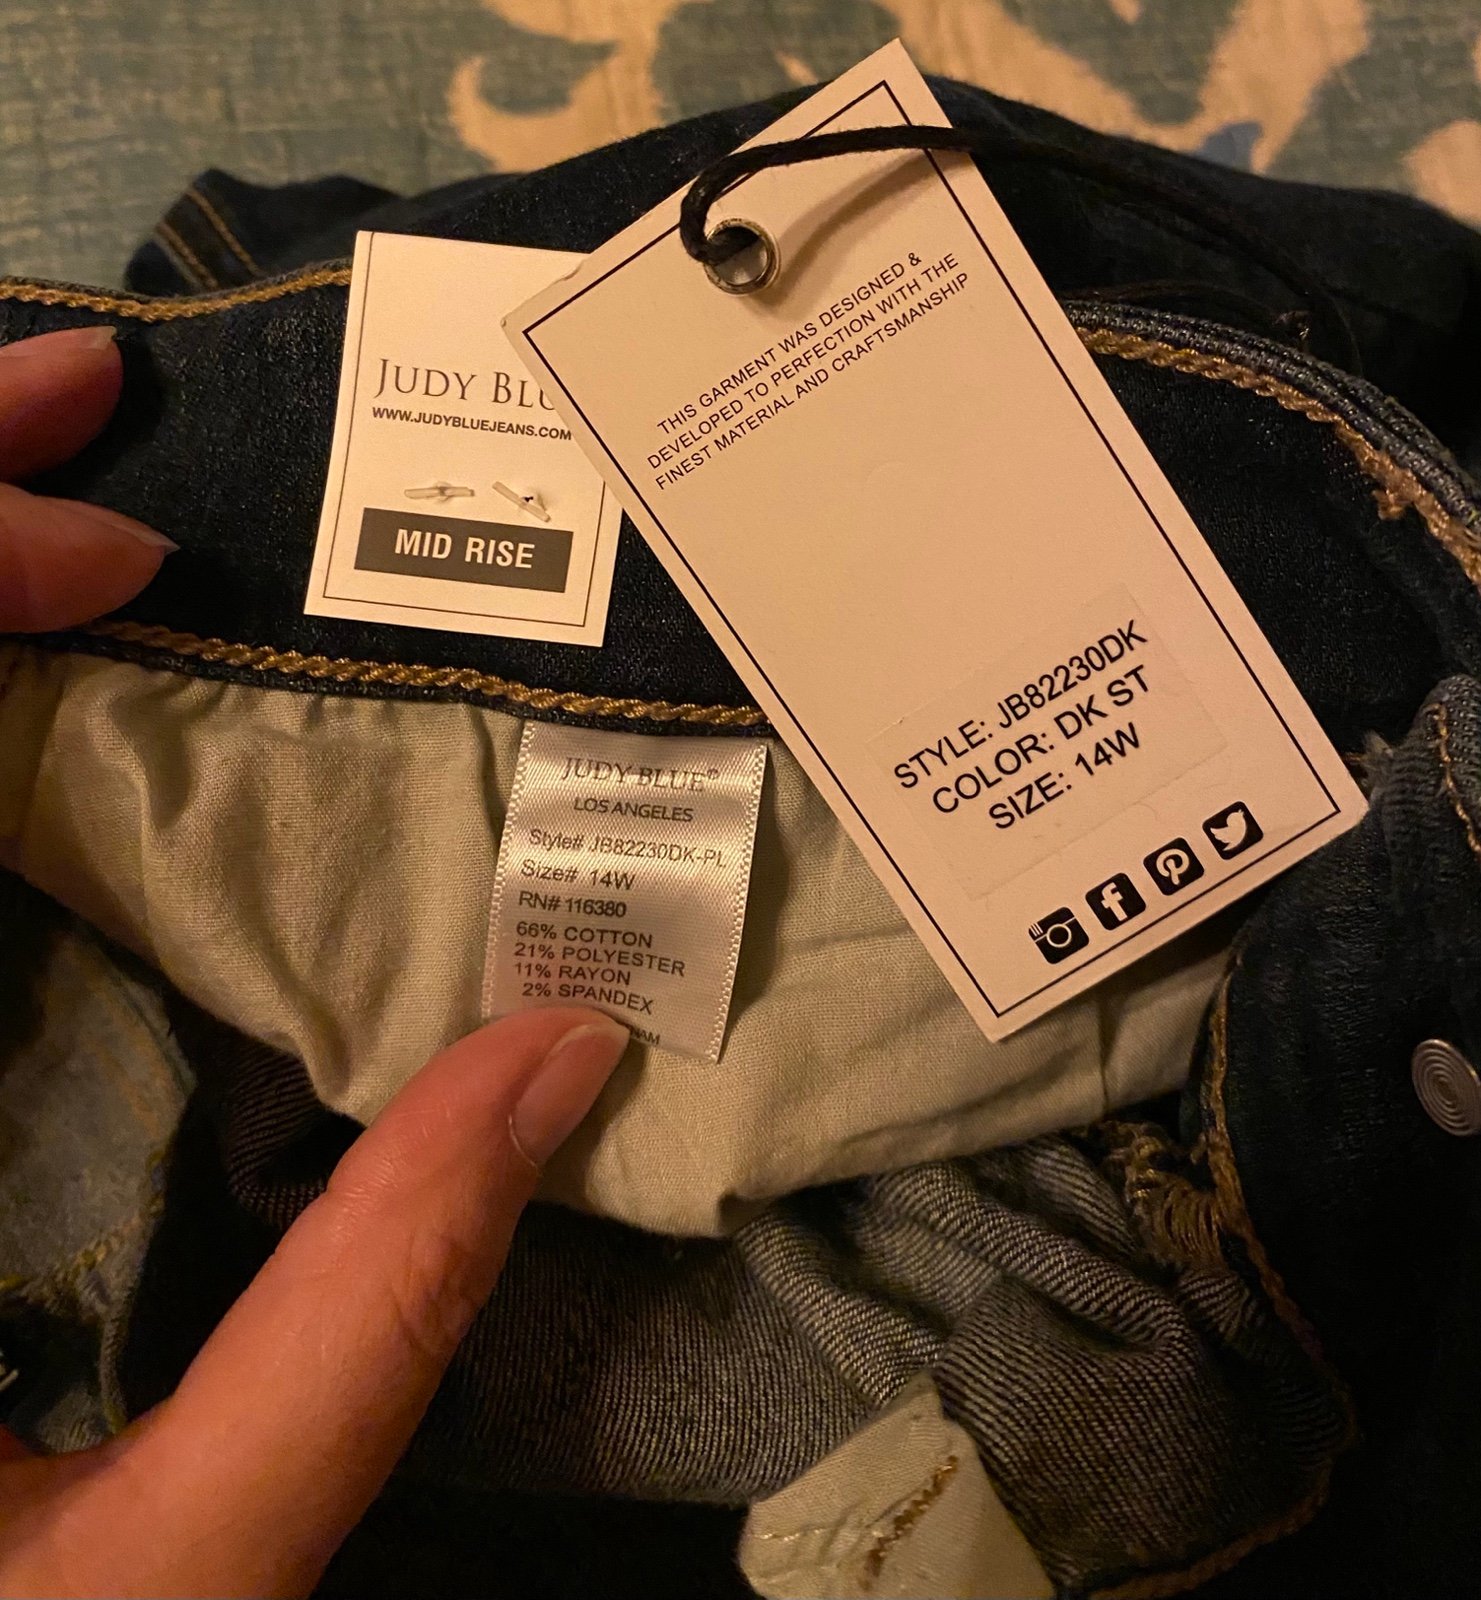 JUDY BLU
WWW.JUDYBLUEJEANS.COM
MID RISE
THIS GARMENT WAS DESIGNED &
DEVELOPED TO PERFECTION WITH THE
FINEST MATERIAL AND CRAFTSMANSHIP
STYLE: JB82230DK
COLOR: DK ST
SIZE: 14W
JUDY BLUE®
LOS ANGELES
Style# JB82230DK-PL
Size# 14W
RN# 116380
66% COTTON
21% POLYESTER
11% RAYON
2% SPANDEX